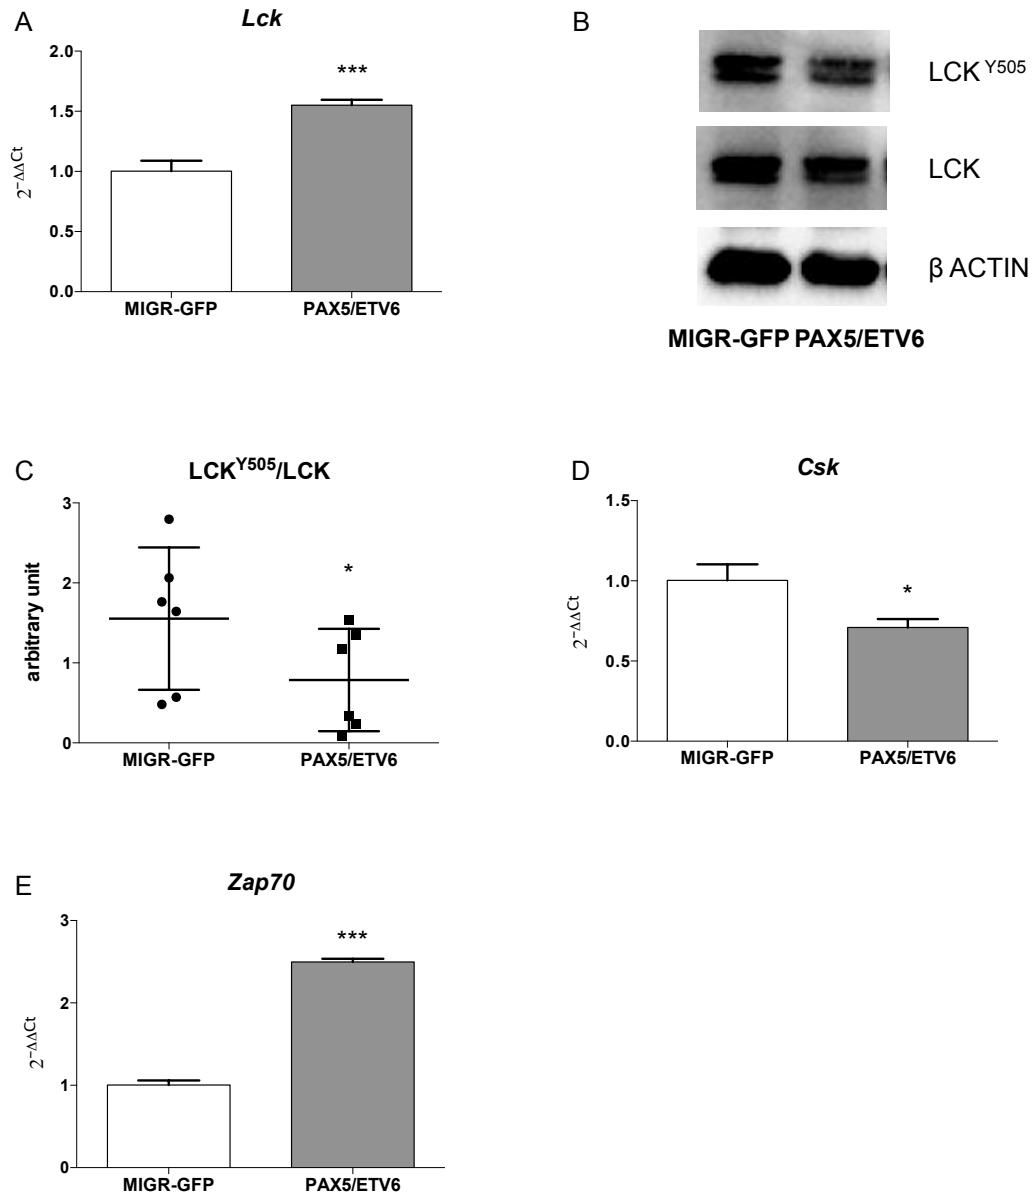 A
Lck
2.0
1.5
1.0
0.5
0.0
2−ΔΔCt
***
MIGR-GFP PAX5/ETV6
B
LCK Y505
LCK
β ACTIN
MIGR-GFP PAX5/ETV6
C
LCKY505/LCK
3
2
1
0
arbitrary unit
*
MIGR-GFP PAX5/ETV6
D
Csk
1.5
1.0
0.5
0.0
2−ΔΔCt
*
MIGR-GFP PAX5/ETV6
E
Zap70
3
2
1
0
2−ΔΔCt
***
MIGR-GFP PAX5/ETV6